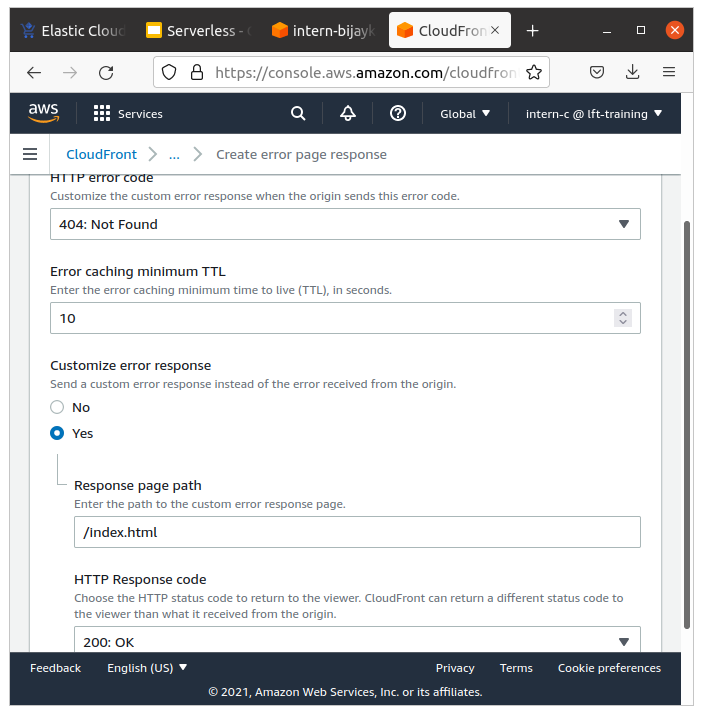 Elastic Cloud
Serverless -
intern-bijayk
CloudFron
https://console.aws.amazon.com/cloudfron
aws
Services
Global
intern-c @ lft-training
CloudFront
...
Create error page response
HTTP error code
Customize the custom error response when the origin sends this error code.
404: Not Found
Error caching minimum TTL
Enter the error caching minimum time to live (TTL), in seconds.
10
Customize error response
Send a custom error response instead of the error received from the origin.
No
Yes
Response page path
Enter the path to the custom error response page.
/index.html
HTTP Response code
Choose the HTTP status code to return to the viewer. CloudFront can return a different status code to
the viewer than what it received from the origin.
200: OK
Feedback
English (US)
Privacy
Terms
Cookie preferences
© 2021, Amazon Web Services, Inc. or its affiliates.